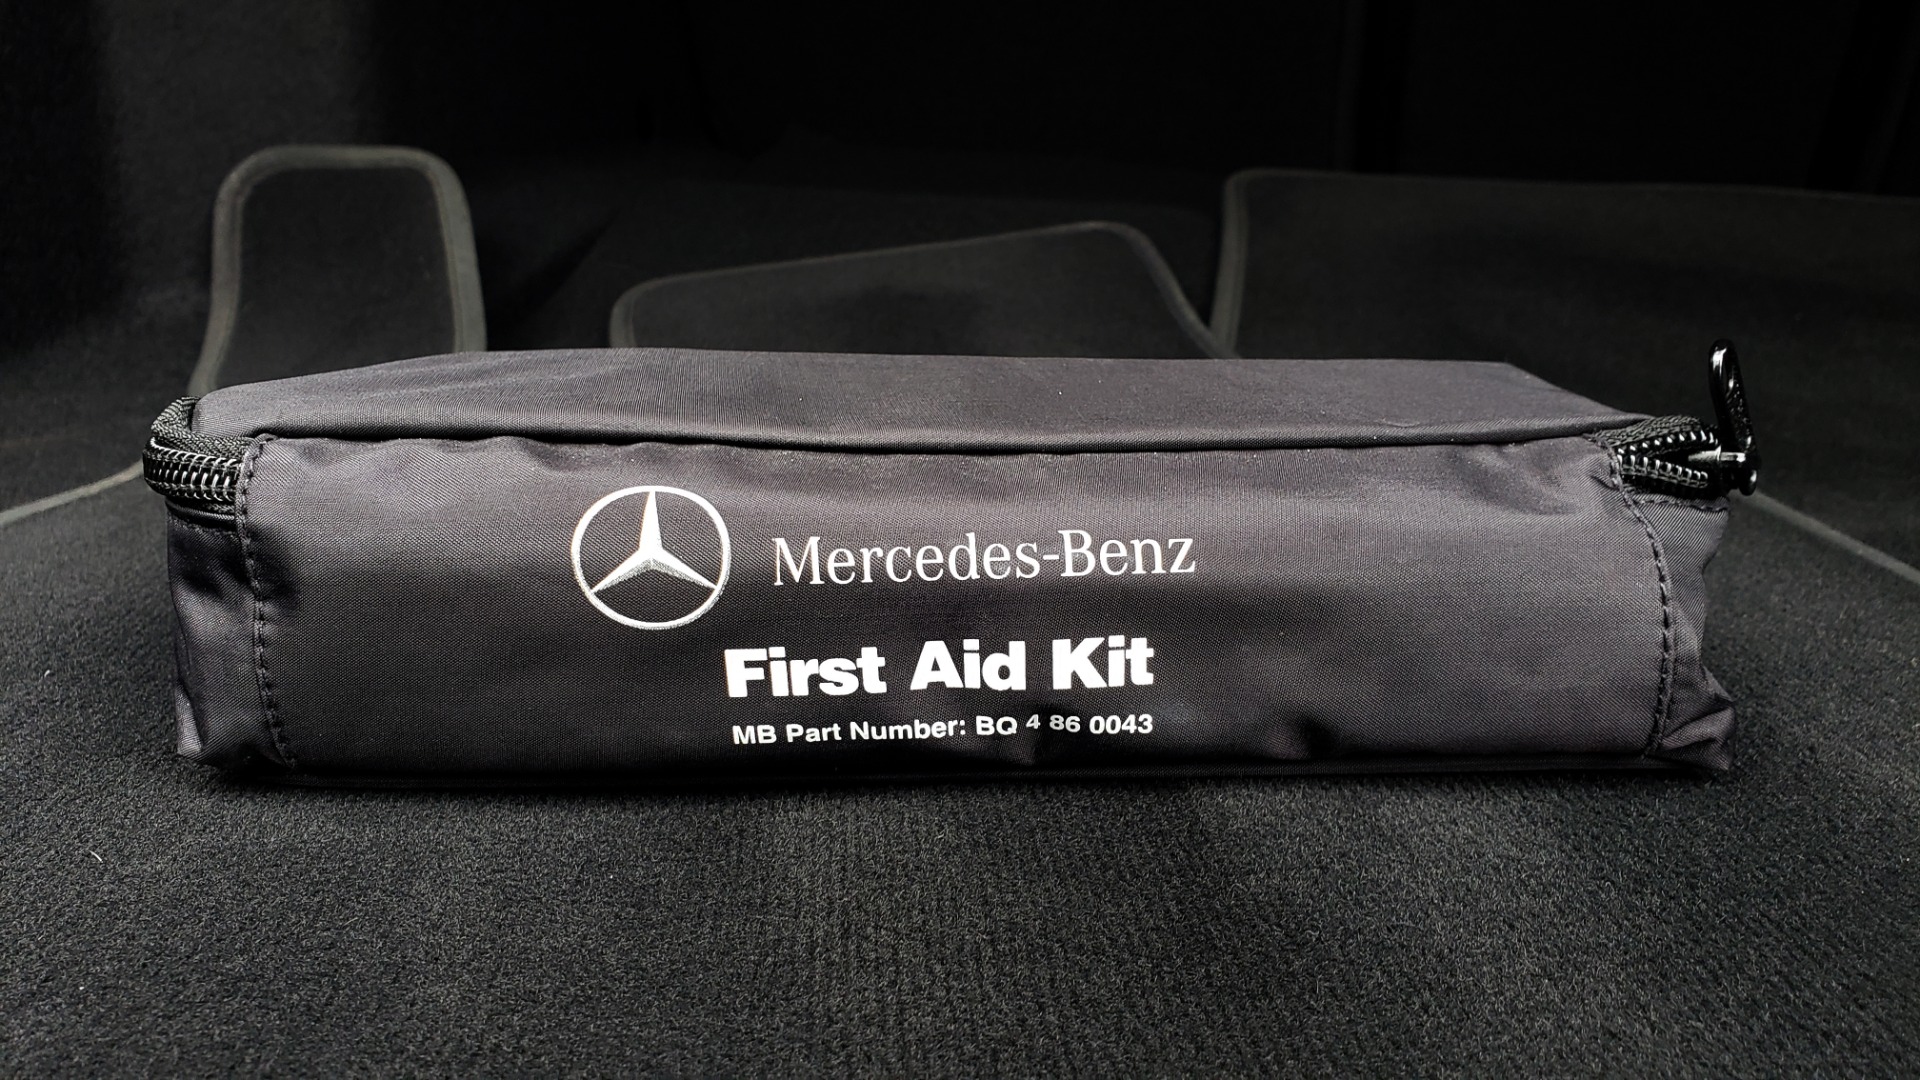 Mercedes-Benz
First Aid Kit
MB Part Number: BQ 4 86 0043